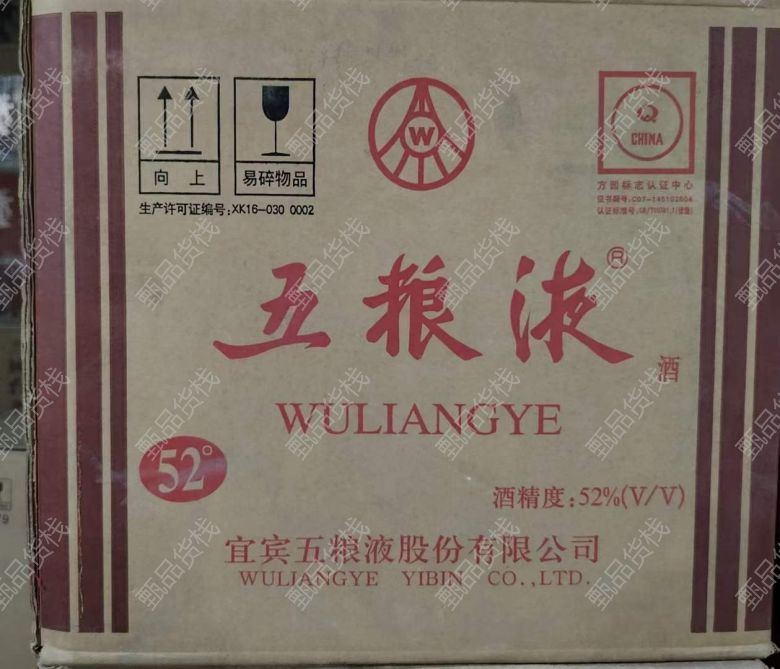 W
CHINA
向 上
易碎物品
方圆标志认证中心
生产许可证编号:XK16-030 0002
五粮液®
酒
WULIANGYE
52°
酒精度:52%(V/V)
宜宾五粮液股份有限公司
WULIANGYE YIBIN CO.,LTD.
甄品货栈